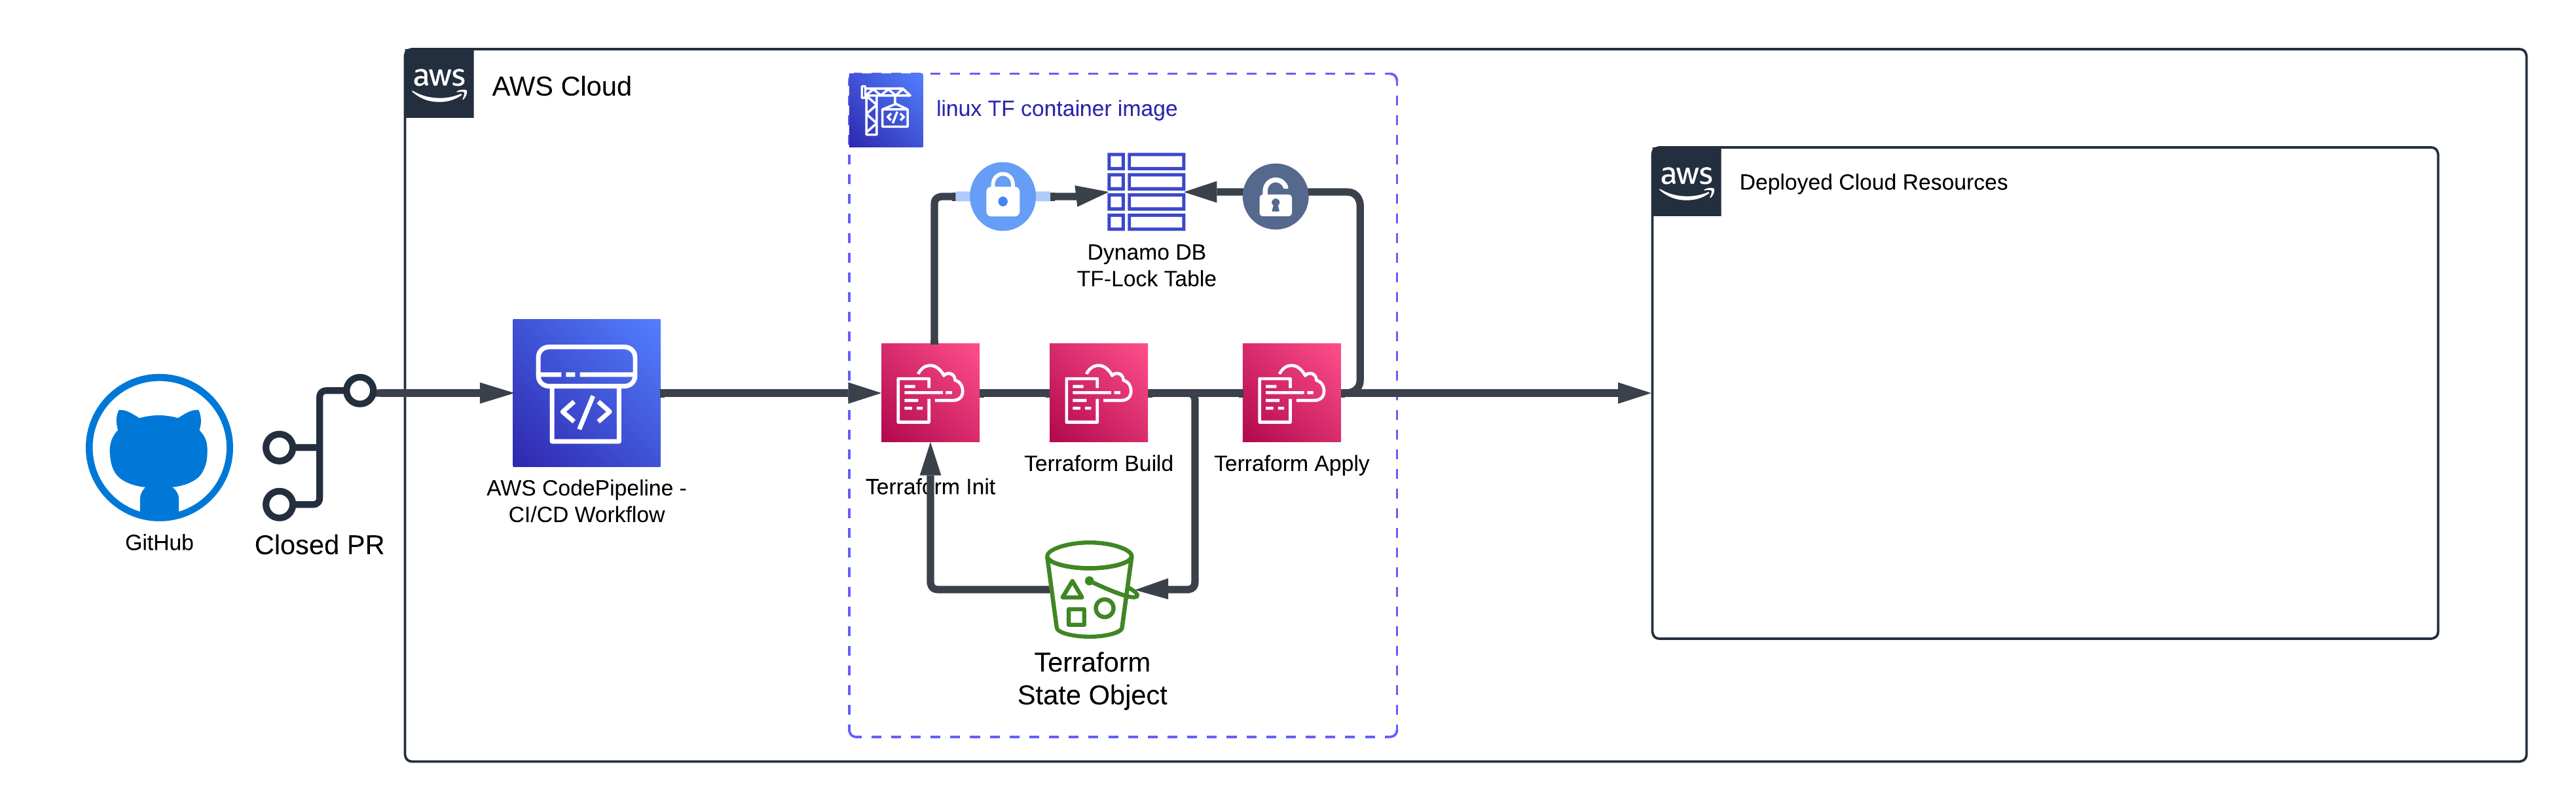 aws
AWS Cloud
linux TF container image
aws
Deployed Cloud Resources
Dynamo DB
TF-Lock Table
Terraform Init
Terraform Build
Terraform Apply
AWS CodePipeline -
CI/CD Workflow
GitHub
Closed PR
Terraform
State Object